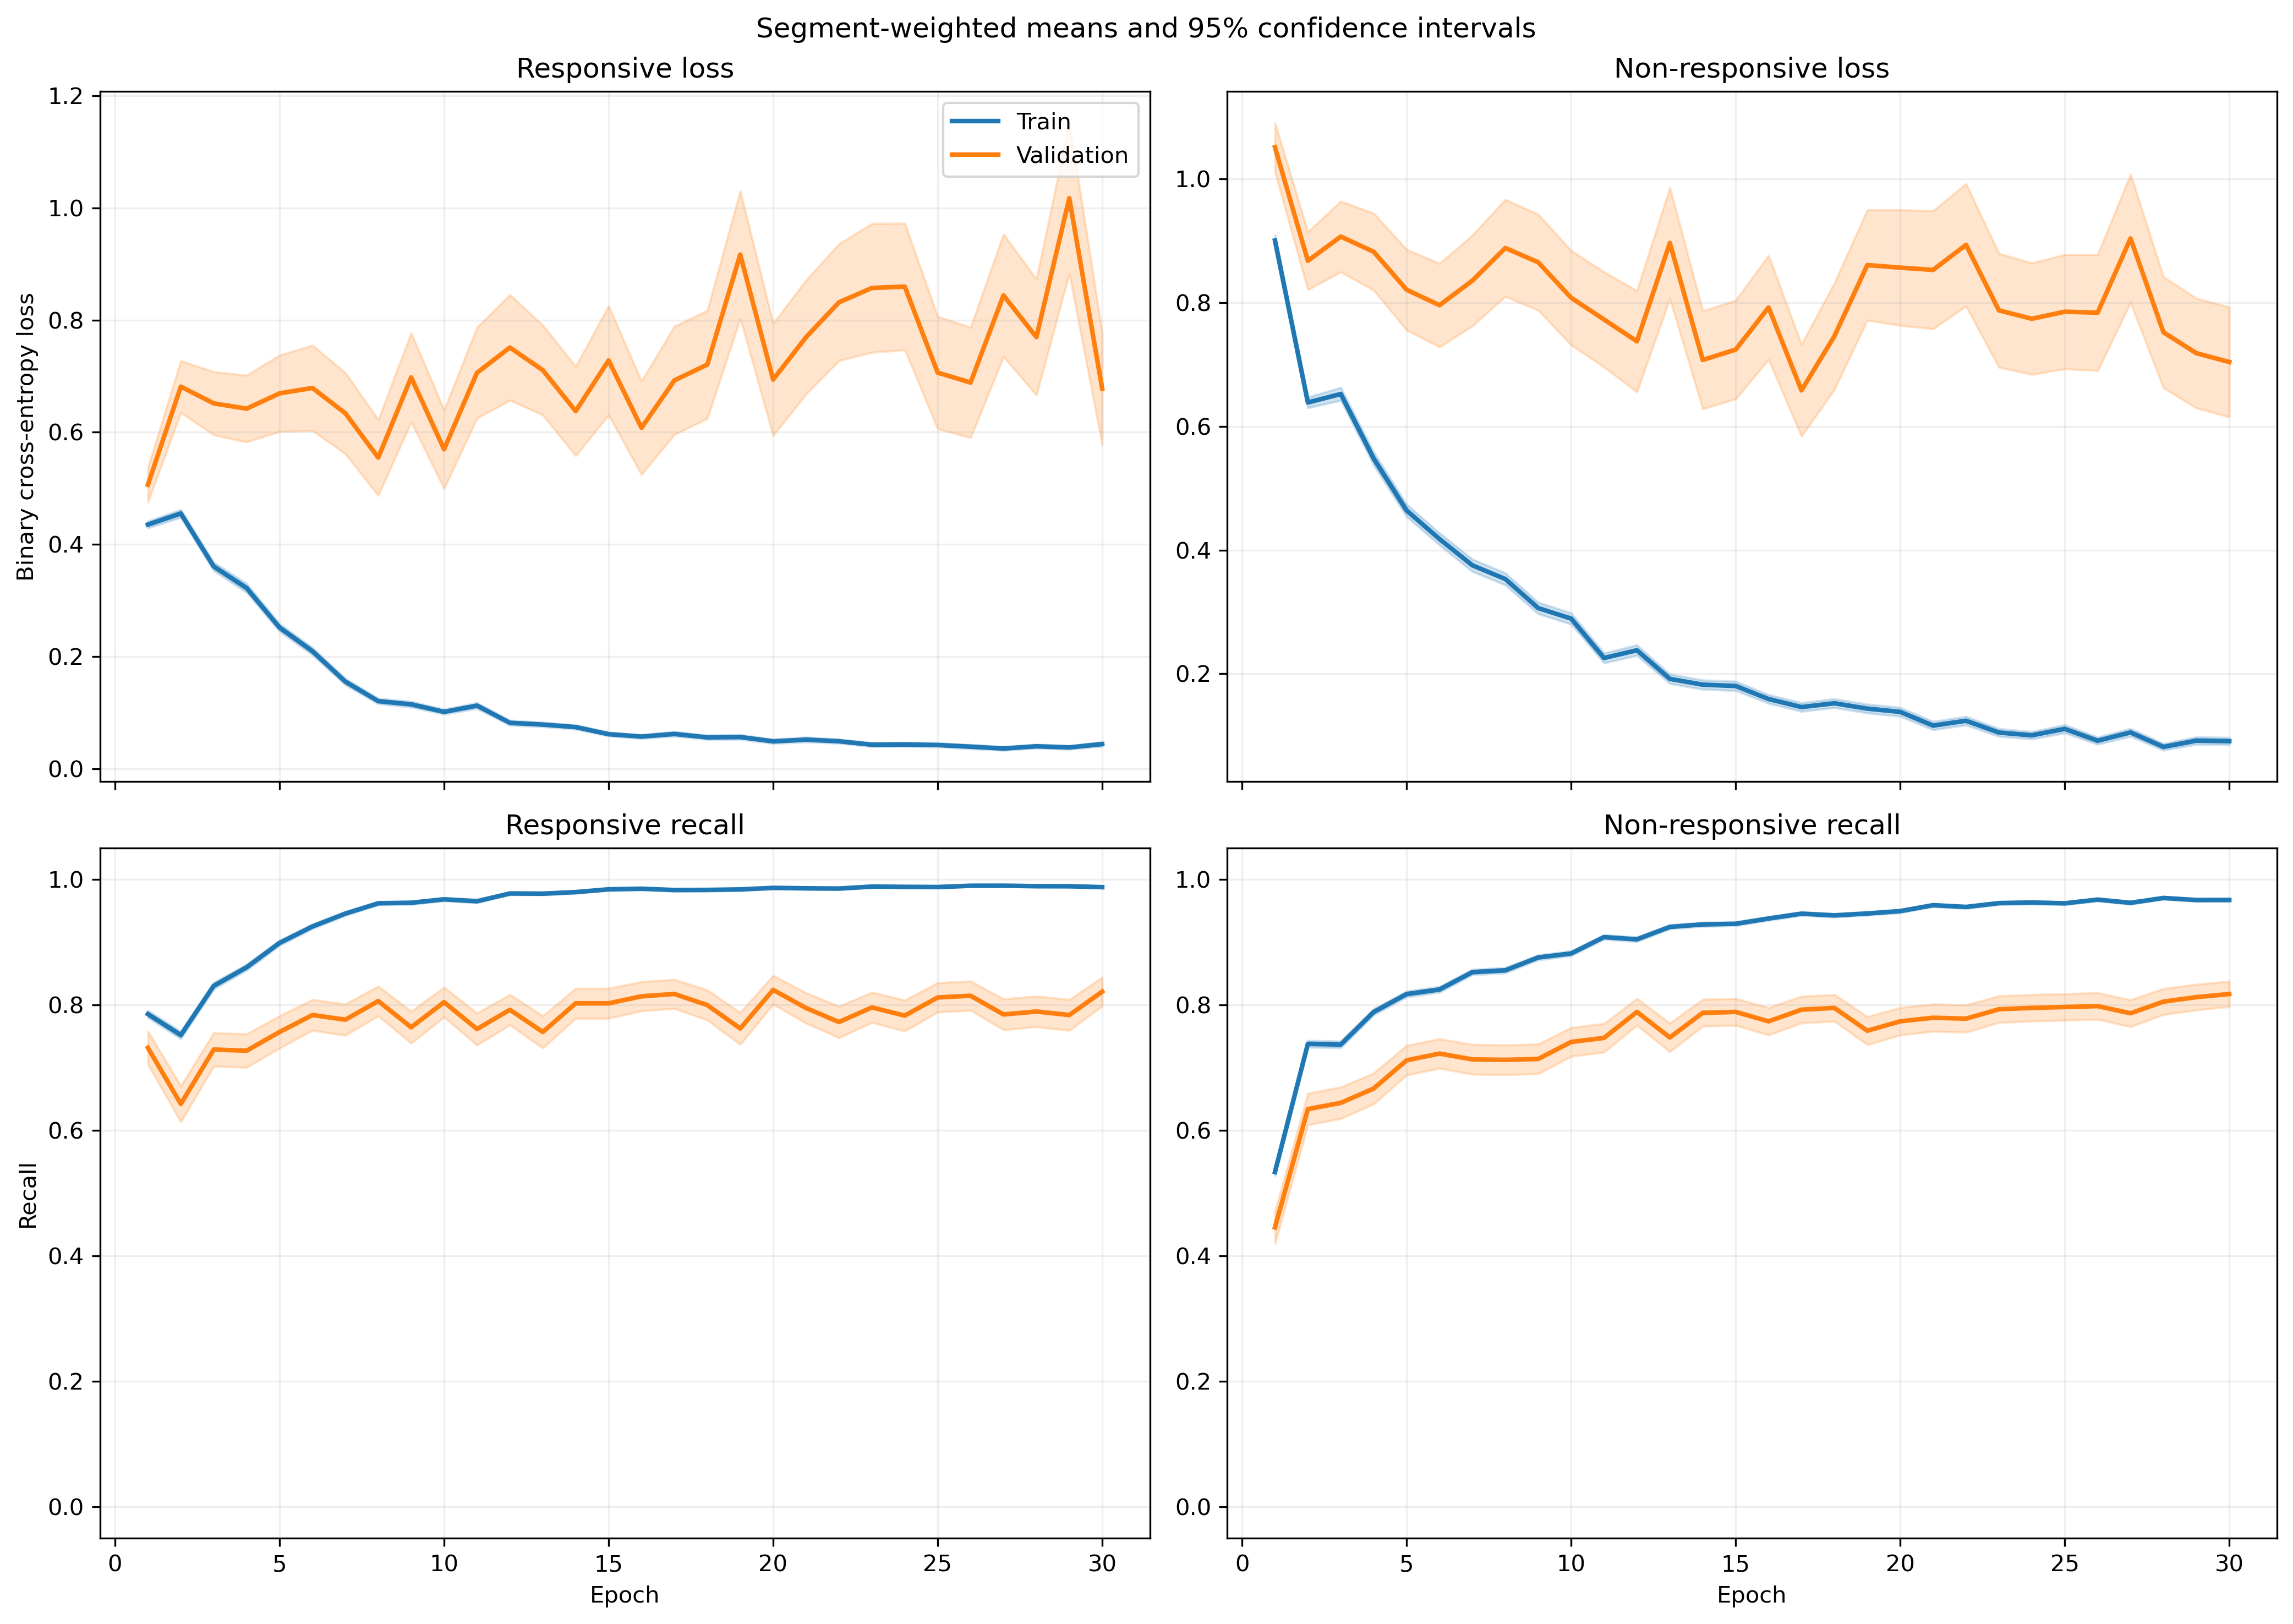 Segment-weighted means and 95% confidence intervals
Responsive loss
Non-responsive loss
Train
Validation
Binary cross-entropy loss
1.2
1.0
0.8
0.6
0.4
0.2
0.0
1.0
0.8
0.6
0.4
0.2
Responsive recall
Non-responsive recall
Recall
1.0
0.8
0.6
0.4
0.2
0.0
0 5 10 15 20 25 30
Epoch
1.0
0.8
0.6
0.4
0.2
0.0
0 5 10 15 20 25 30
Epoch